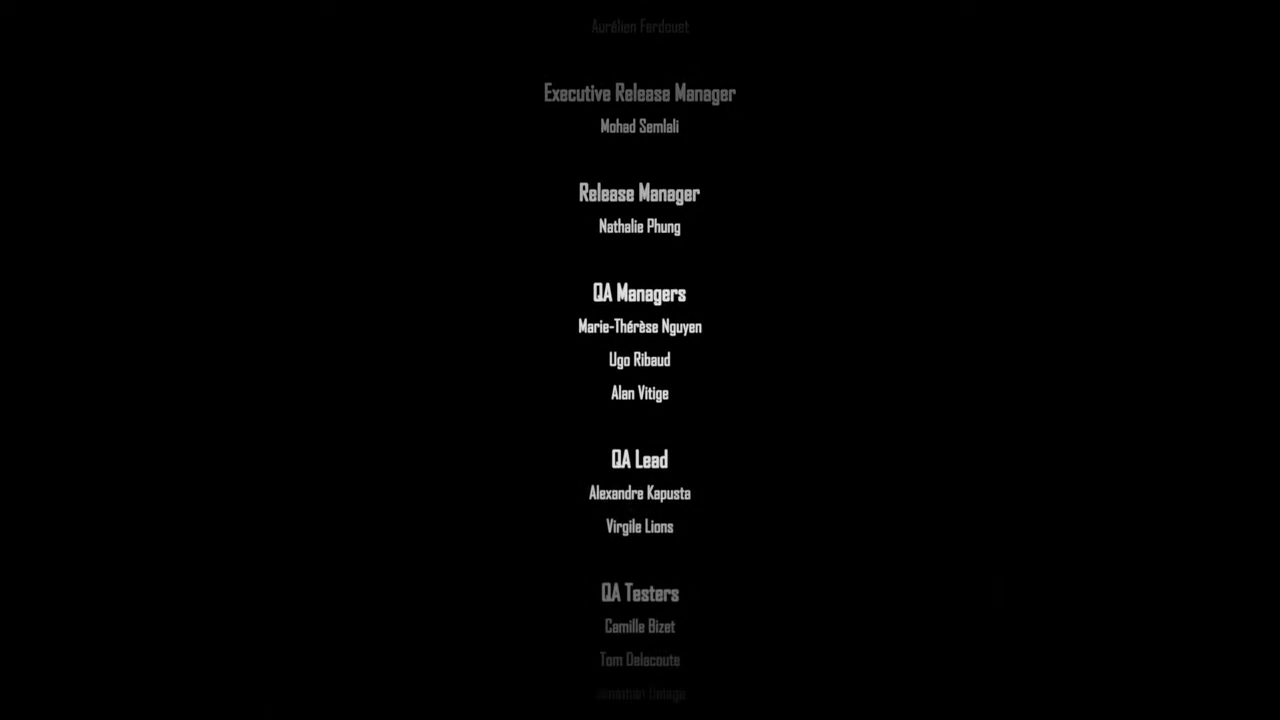 Aurélien Ferdouet
Executive Release Manager
Mohad Semlali
Release Manager
Nathalie Phung
QA Managers
Marie-Thérèse Nguyen
Ugo Ribaud
Alan Vitige
QA Lead
Alexandre Kapusta
Virgile Lions
QA Testers
Camille Bizet
Tom Delacoute